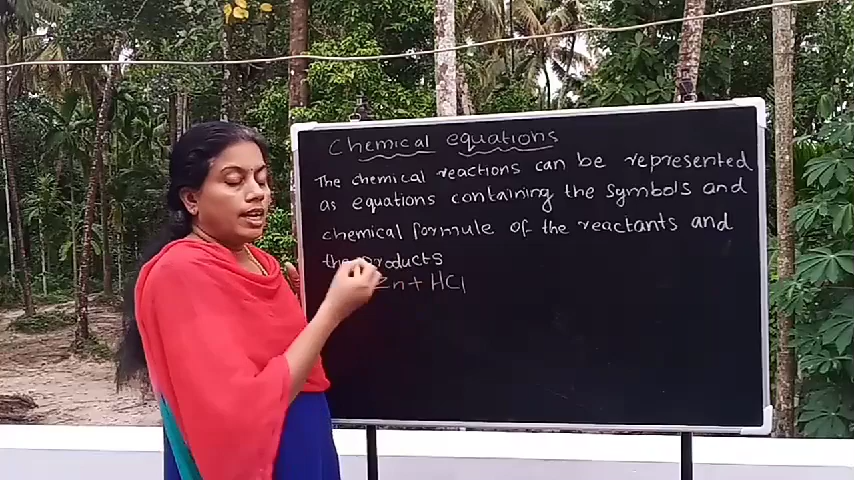 Chemical equations
The chemical reactions can be represented
as equations containing the symbols and
chemical formule of the reactants and
the Products
Zn + HCl